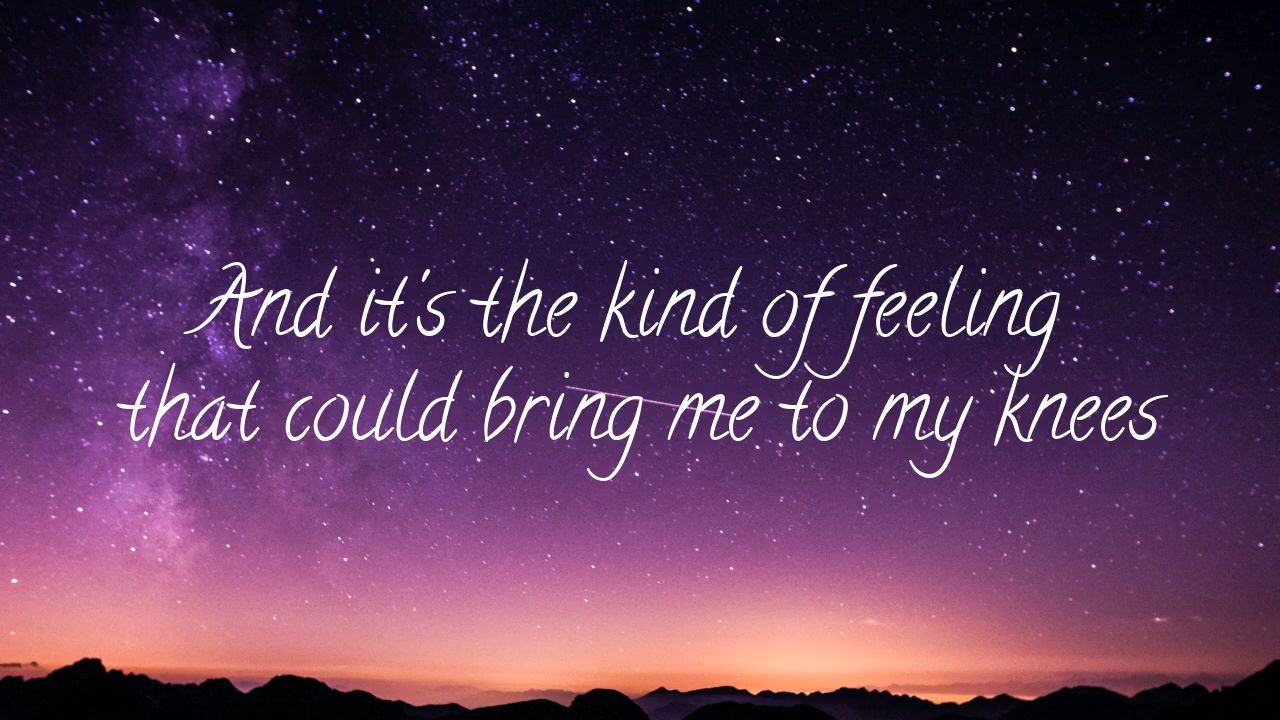 And it's the kind of feeling
that could bring me to my knees